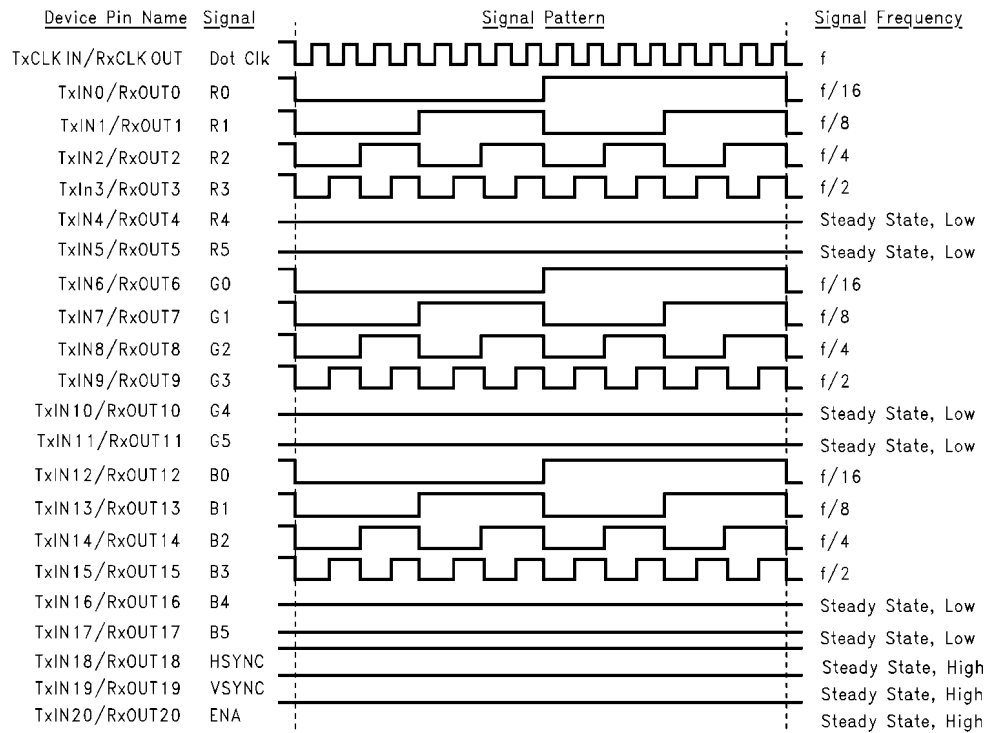 Device Pin Name Signal Signal Pattern Signal Frequency
TxCLK IN/RxCLK OUT Dot Clk f
TxIN0/RxOUT0 R0 f/16
TxIN1/RxOUT1 R1 f/8
TxIN2/RxOUT2 R2 f/4
TxIn3/RxOUT3 R3 f/2
TxIN4/RxOUT4 R4 Steady State, Low
TxIN5/RxOUT5 R5 Steady State, Low
TxIN6/RxOUT6 G0 f/16
TxIN7/RxOUT7 G1 f/8
TxIN8/RxOUT8 G2 f/4
TxIN9/RxOUT9 G3 f/2
TxIN10/RxOUT10 G4 Steady State, Low
TxIN11/RxOUT11 G5 Steady State, Low
TxIN12/RxOUT12 B0 f/16
TxIN13/RxOUT13 B1 f/8
TxIN14/RxOUT14 B2 f/4
TxIN15/RxOUT15 B3 f/2
TxIN16/RxOUT16 B4 Steady State, Low
TxIN17/RxOUT17 B5 Steady State, Low
TxIN18/RxOUT18 HSYNC Steady State, High
TxIN19/RxOUT19 VSYNC Steady State, High
TxIN20/RxOUT20 ENA Steady State, High